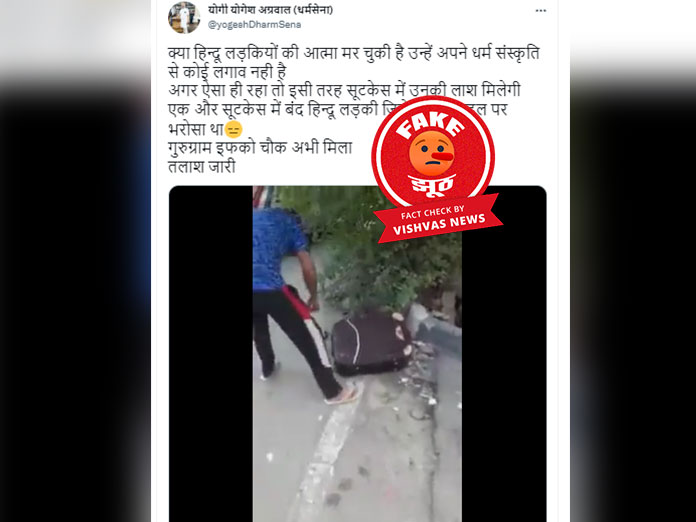 योगी योगेश अग्रवाल (धर्मसेना)
@yogeshDharmSena
क्या हिन्दू लड़कियों की आत्मा मर चुकी है उन्हें अपने धर्म संस्कृति
से कोई लगाव नही है
अगर ऐसा ही रहा तो इसी तरह सूटकेस में उनकी लाश मिलेगी
एक और सूटकेस में बंद हिन्दू लड़की पर
भरोसा था😑
गुरुग्राम इफको चौक अभी मिला
तलाश जारी
FAKE
झूठ
FACT CHECK BY
VISHVAS NEWS